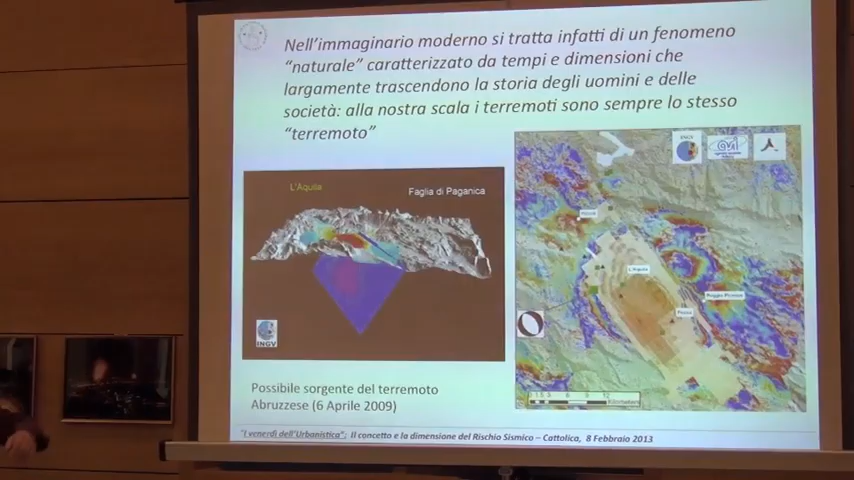 Nell'immaginario moderno si tratta infatti di un fenomeno
"naturale" caratterizzato da tempi e dimensioni che
largamente trascendono la storia degli uomini e delle
società: alla nostra scala i terremoti sono sempre lo stesso
"terremoto"
L'Aquila
Faglia di Paganica
INGV
Possibile sorgente del terremoto
Abruzzese (6 Aprile 2009)
INGV
L'Aquila
Poggio Picenze
Kilometers
"I venerdì dell'Urbanistica": Il concetto e la dimensione del Rischio Sismico – Cattolica, 8 Febbraio 2013